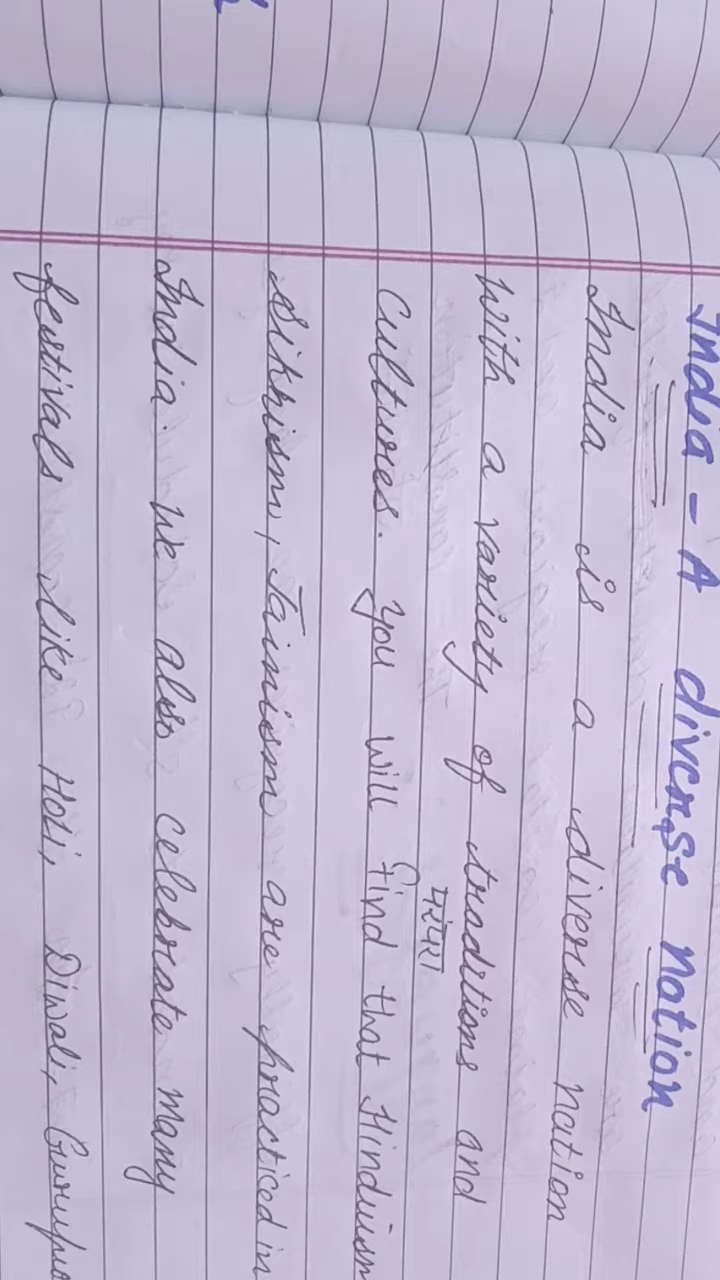 India - A diverse nation
India is a diverse nation
with a variety of traditions and
परंपरा
cultures. You will find that Hinduism
Sikhism, Jainism are practiced in
India. We also celebrate many
festivals like Holi, Diwali,